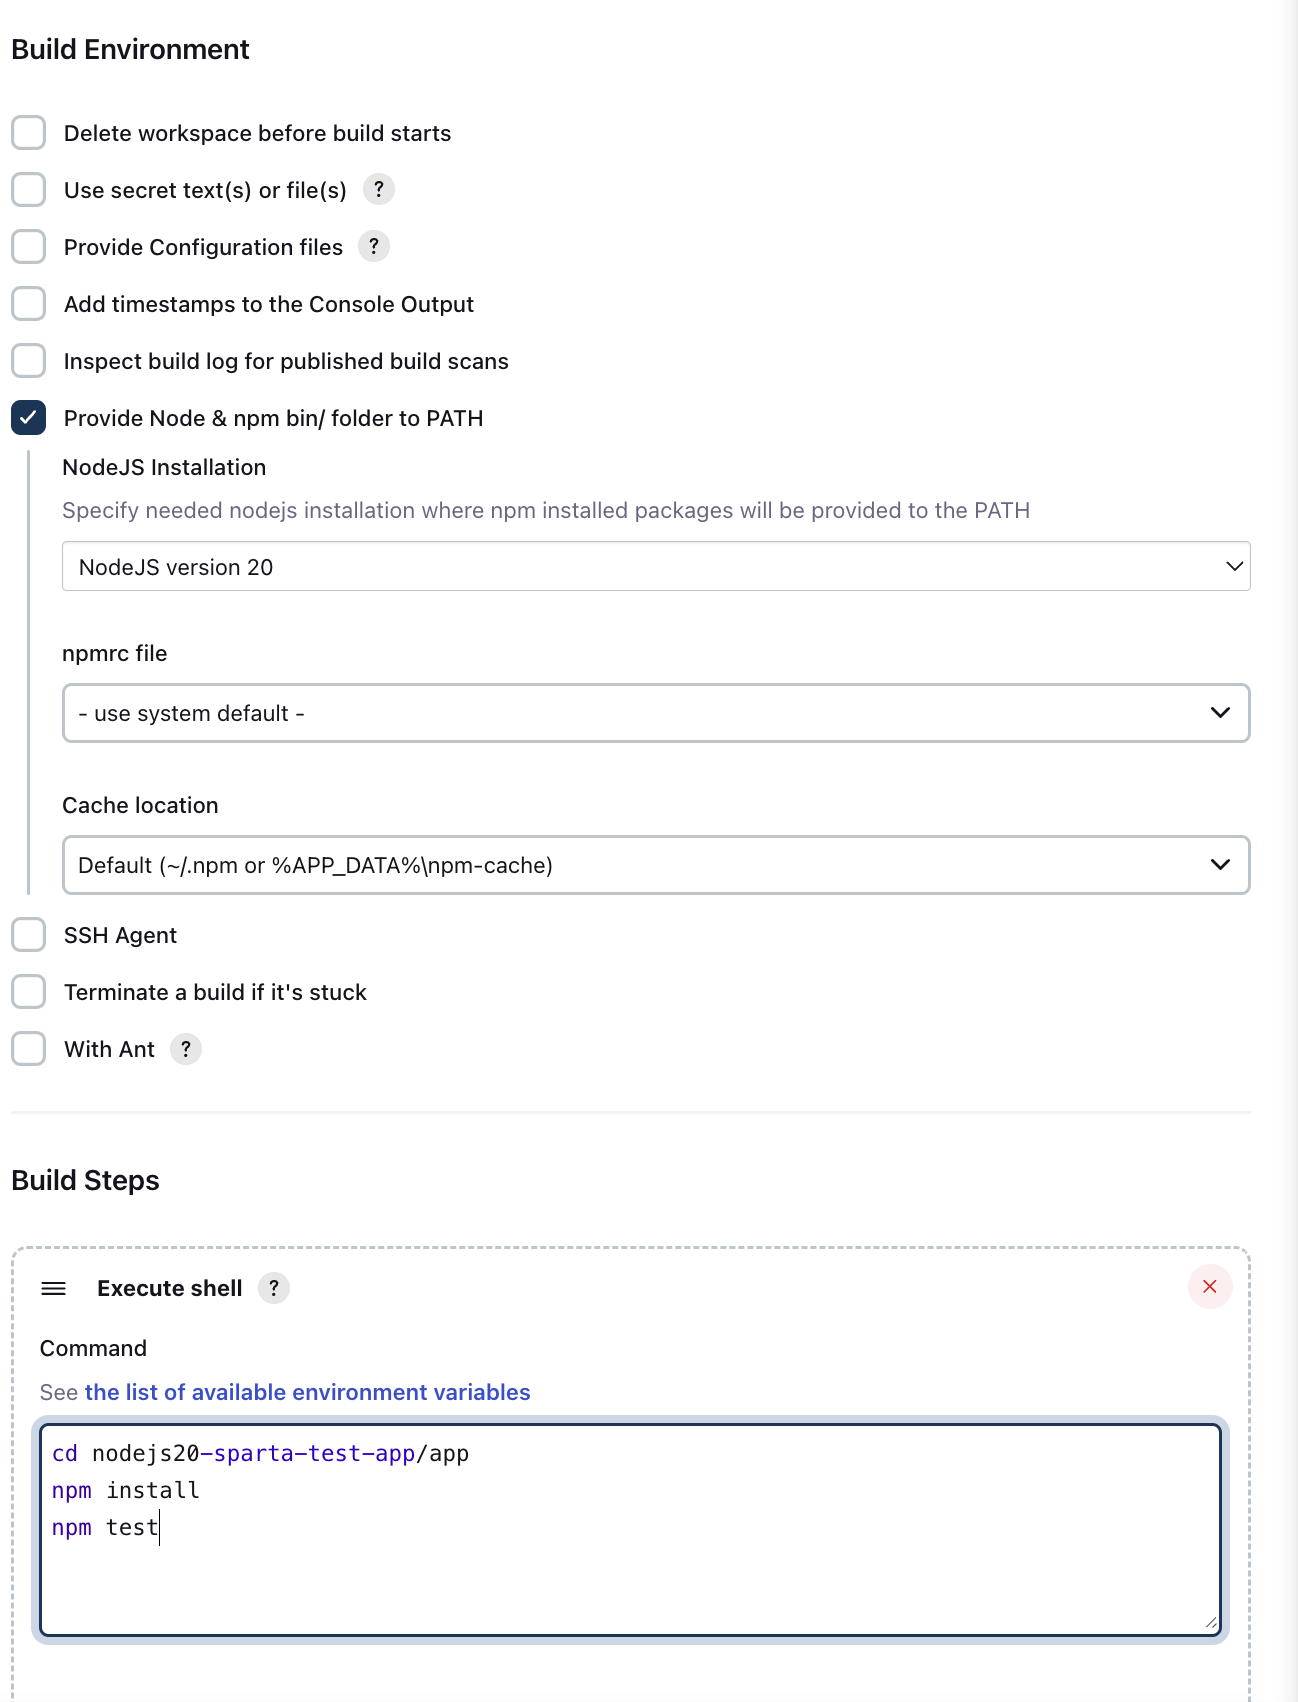 Build Environment
Delete workspace before build starts
Use secret text(s) or file(s) ?
Provide Configuration files ?
Add timestamps to the Console Output
Inspect build log for published build scans
Provide Node & npm bin/ folder to PATH
NodeJS Installation
Specify needed nodejs installation where npm installed packages will be provided to the PATH
NodeJS version 20
npmrc file
- use system default -
Cache location
Default (~/.npm or %APP_DATA%\npm-cache)
SSH Agent
Terminate a build if it's stuck
With Ant ?
Build Steps
Execute shell ?
Command
See the list of available environment variables
cd nodejs20-sparta-test-app/app
npm install
npm test